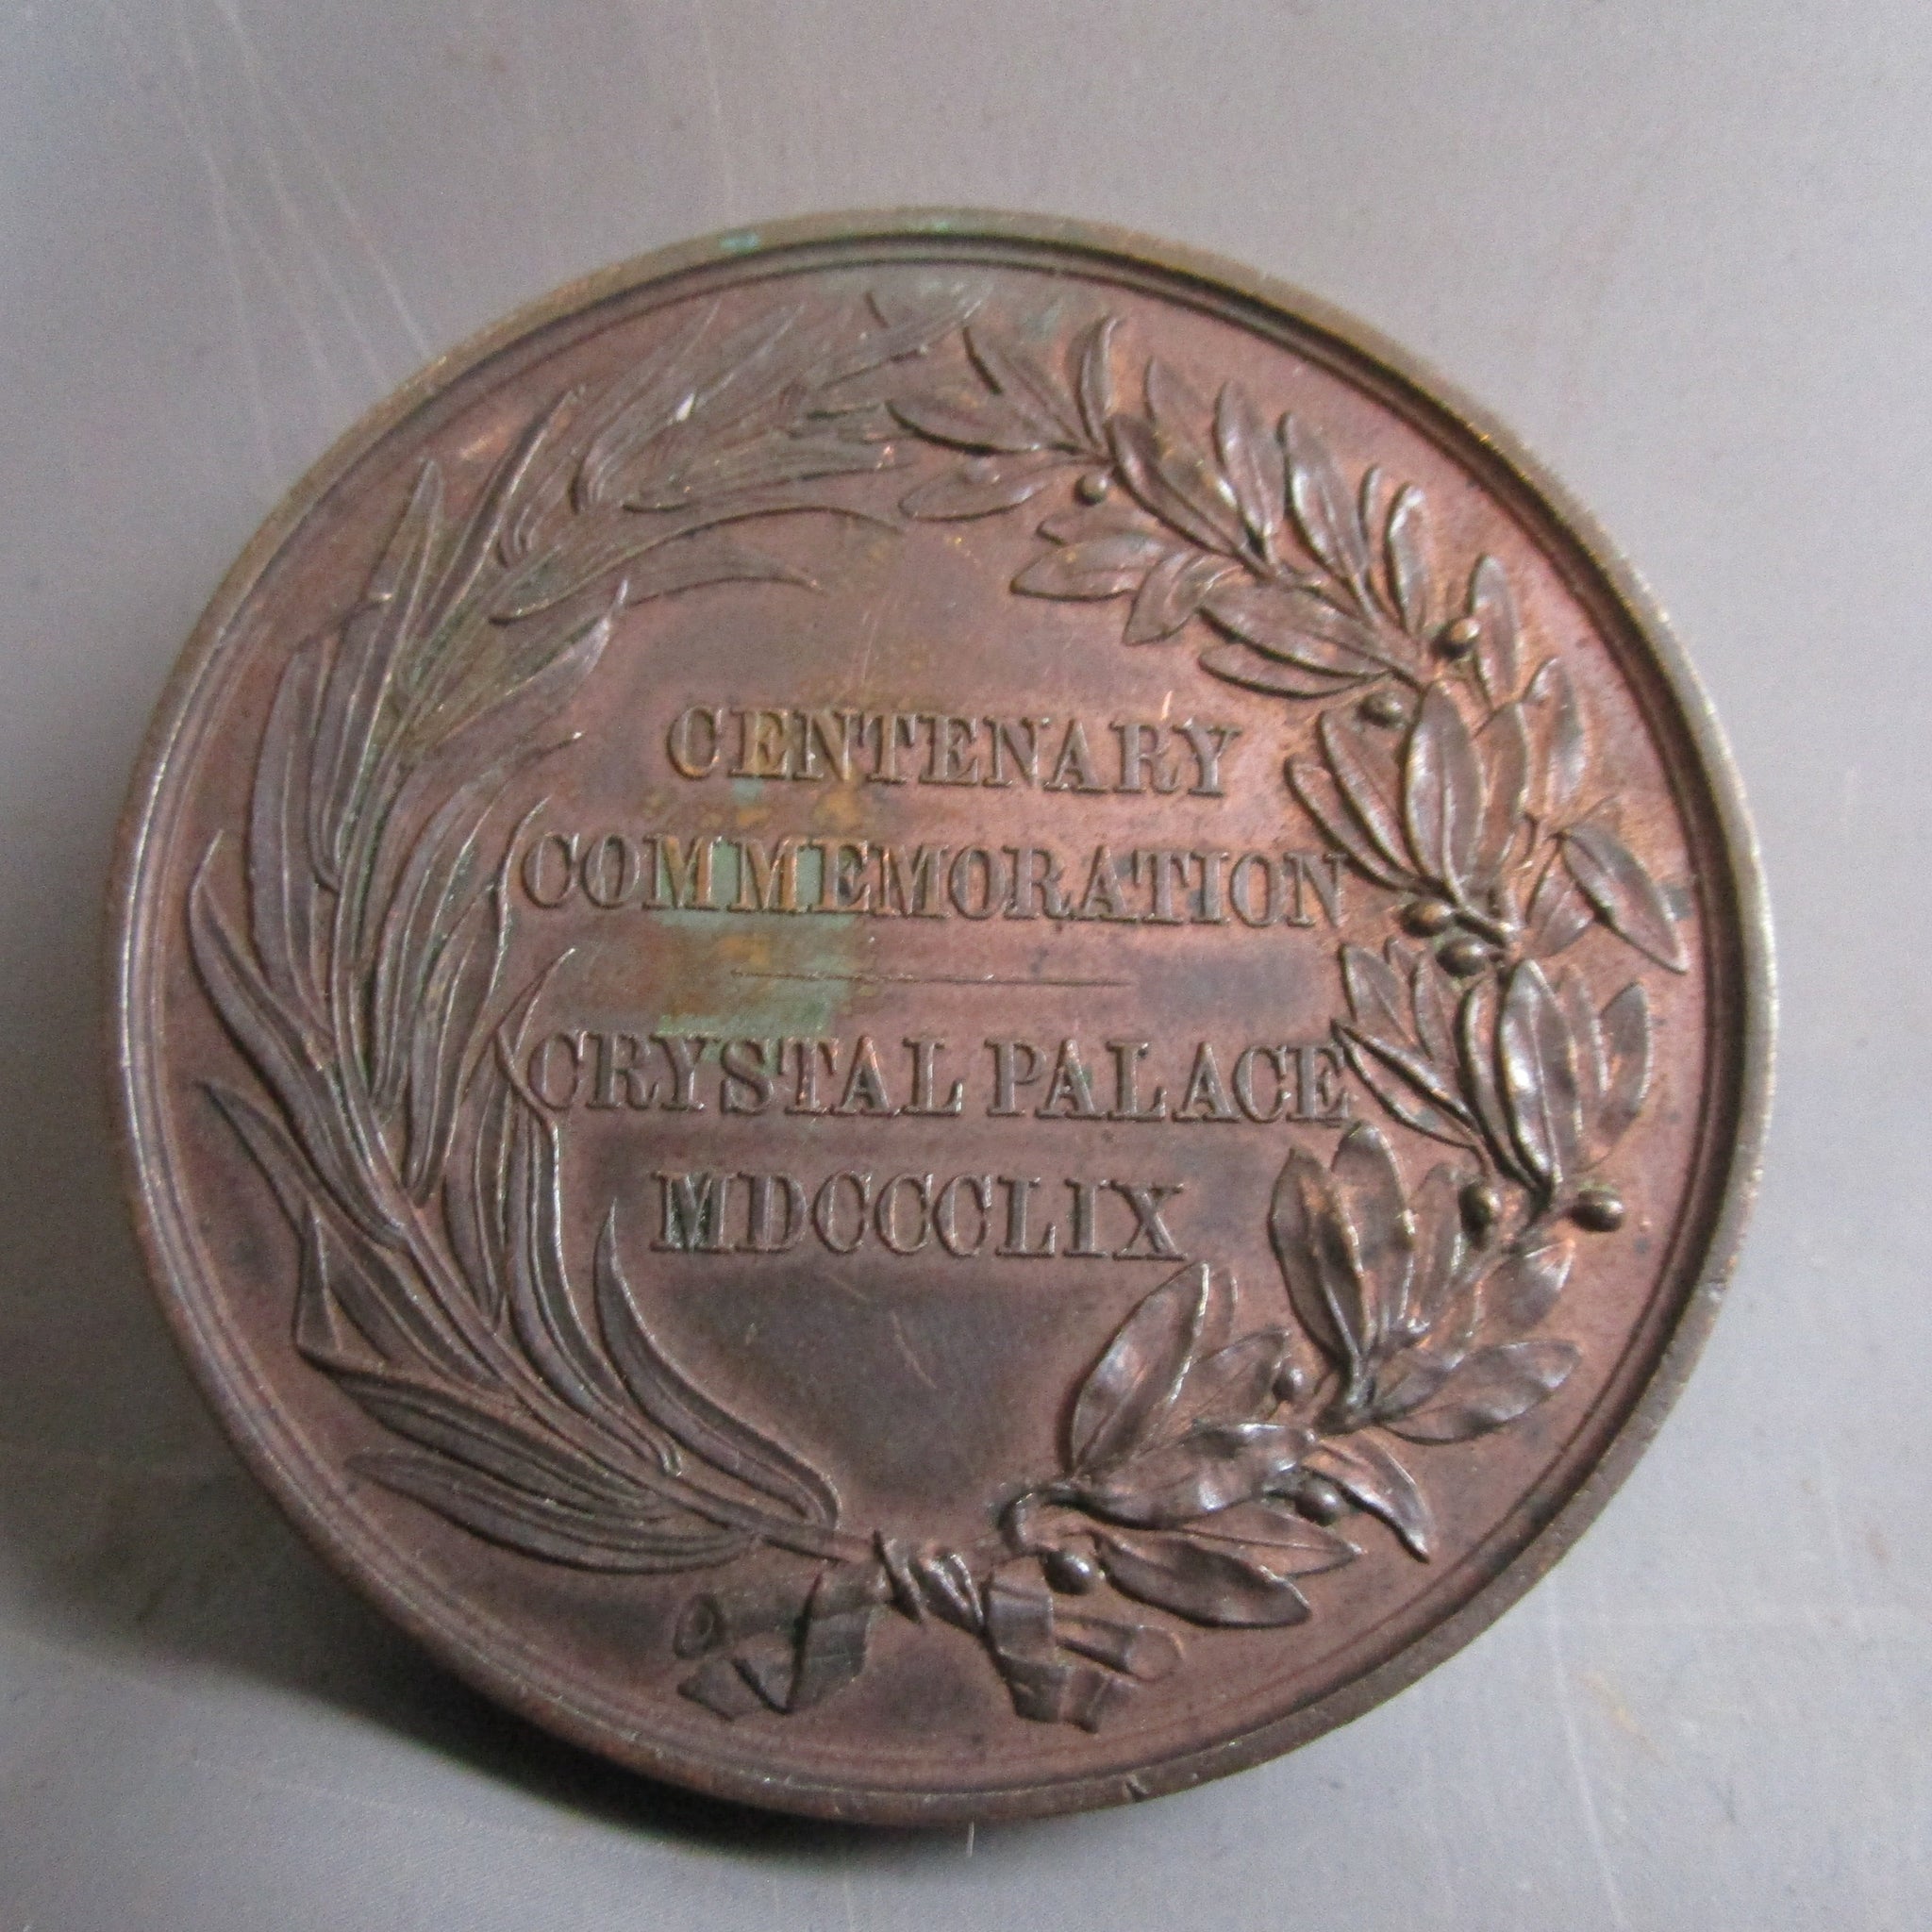 CENTENARY
COMMEMORATION
CRYSTAL PALACE
MDCCCLIX